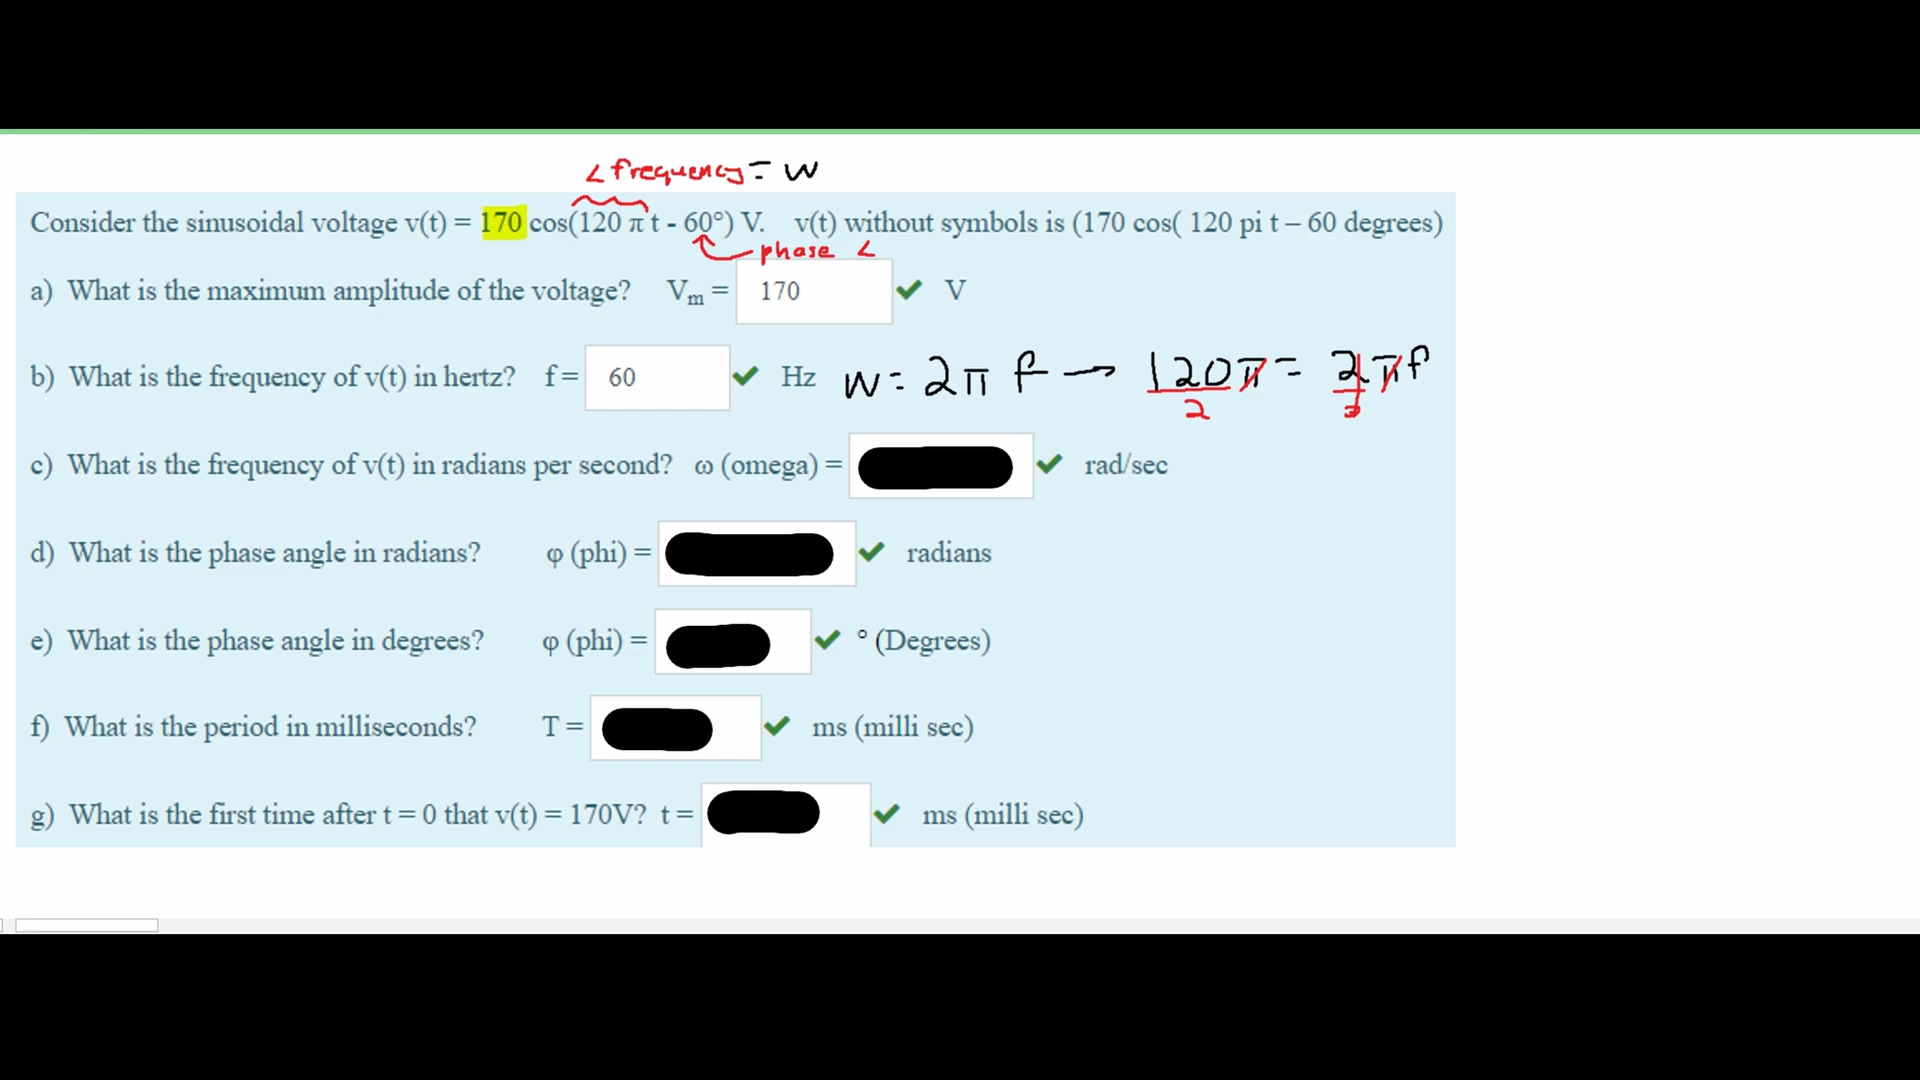 ∠ frequency = w
Consider the sinusoidal voltage v(t) = 170 cos(120 π t - 60°) V. v(t) without symbols is (170 cos( 120 pi t – 60 degrees)
phase ∠
a) What is the maximum amplitude of the voltage? Vm = 170 V
b) What is the frequency of v(t) in hertz? f = 60 Hz w = 2π f → 120π/2 = 2πf/2
c) What is the frequency of v(t) in radians per second? ω (omega) = rad/sec
d) What is the phase angle in radians? φ (phi) = radians
e) What is the phase angle in degrees? φ (phi) = ° (Degrees)
f) What is the period in milliseconds? T = ms (milli sec)
g) What is the first time after t = 0 that v(t) = 170V? t = ms (milli sec)